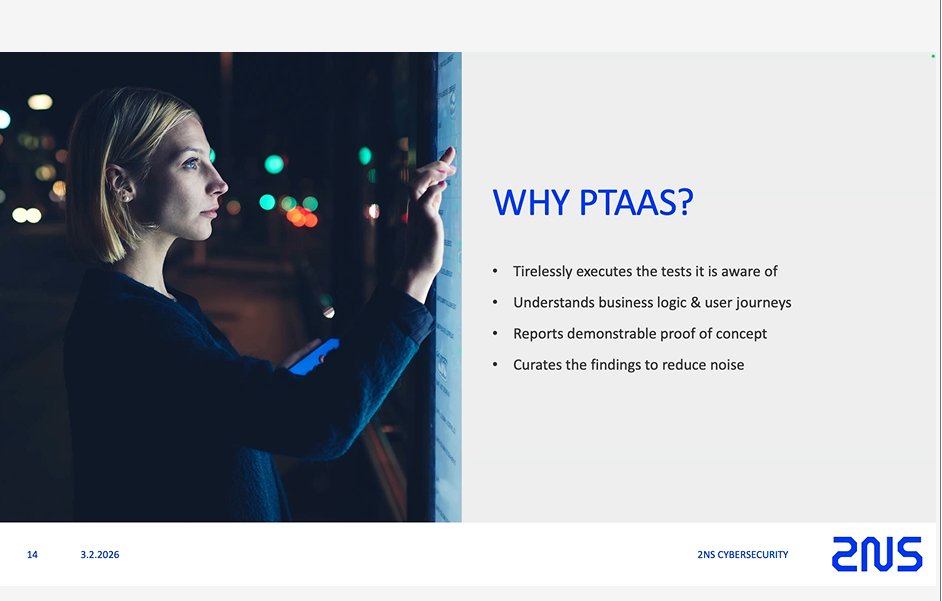 WHY PTAAS?
• Tirelessly executes the tests it is aware of
• Understands business logic & user journeys
• Reports demonstrable proof of concept
• Curates the findings to reduce noise
14
3.2.2026
2NS CYBERSECURITY
2NS